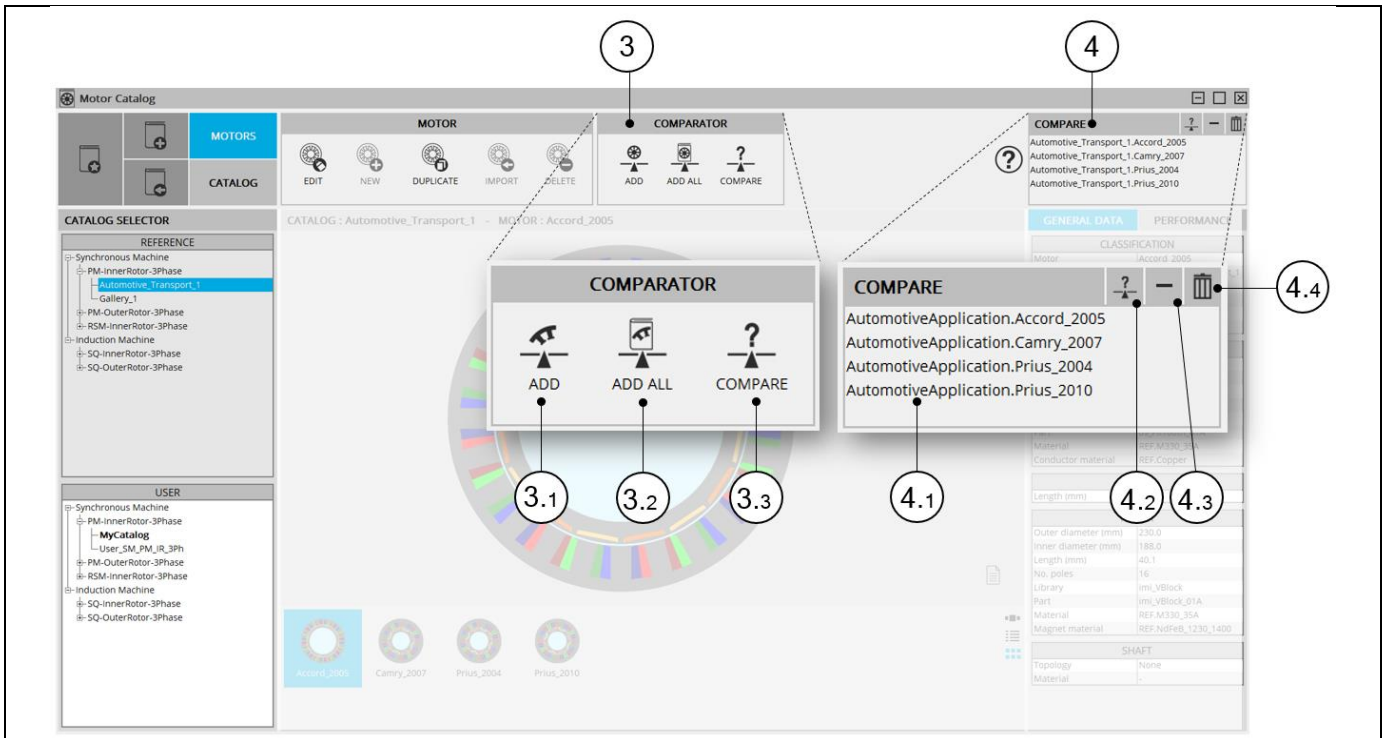 3
4
Motor Catalog
MOTORS
CATALOG
MOTOR
EDIT
NEW
DUPLICATE
IMPORT
DELETE
COMPARATOR
ADD
ADD ALL
COMPARE
?
COMPARE
Automotive_Transport_1.Accord_2005
Automotive_Transport_1.Camry_2007
Automotive_Transport_1.Prius_2004
Automotive_Transport_1.Prius_2010
CATALOG SELECTOR
REFERENCE
Synchronous Machine
PM-InnerRotor-3Phase
Automotive_Transport_1
Gallery_1
PM-OuterRotor-3Phase
RSM-InnerRotor-3Phase
Induction Machine
SQ-InnerRotor-3Phase
SQ-OuterRotor-3Phase
USER
Synchronous Machine
PM-InnerRotor-3Phase
MyCatalog
User_SM_PM_IR_3Ph
PM-OuterRotor-3Phase
RSM-InnerRotor-3Phase
Induction Machine
SQ-InnerRotor-3Phase
SQ-OuterRotor-3Phase
CATALOG : Automotive_Transport_1 - MOTOR : Accord_2005
COMPARATOR
ADD
ADD ALL
COMPARE
3.1
3.2
3.3
COMPARE
AutomotiveApplication.Accord_2005
AutomotiveApplication.Camry_2007
AutomotiveApplication.Prius_2004
AutomotiveApplication.Prius_2010
4.1
4.2
4.3
4.4
Accord_2005
Camry_2007
Prius_2004
Prius_2010
GENERAL DATA
PERFORMANCE
CLASSIFICATION
Motor Accord_2005
Part
Material REF.M330_35A
Conductor material REF.Copper
Length (mm)
Outer diameter (mm) 230.0
Inner diameter (mm) 188.0
Length (mm) 40.1
No. poles 16
Library imi_VBlock
Part imi_VBlock_01A
Material REF.M330_35A
Magnet material REF.NdFeB_1230_1400
SHAFT
Topology None
Material -